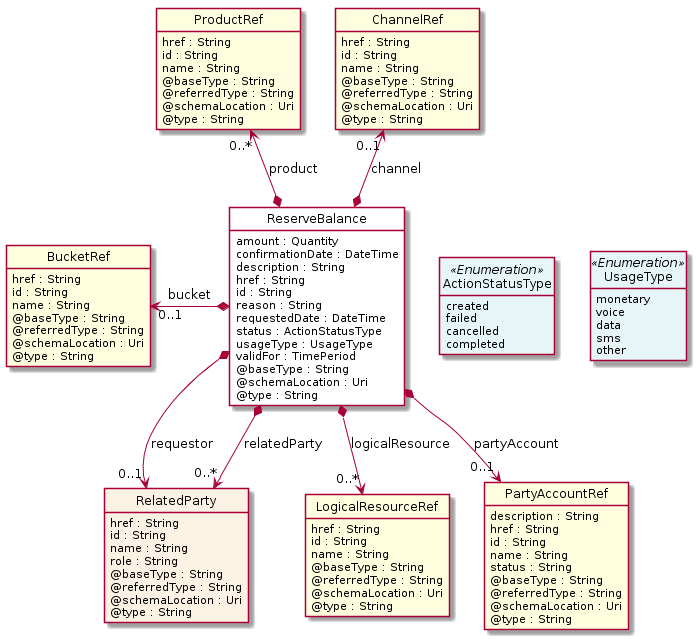 ProductRef
href : String
id : String
name : String
@baseType : String
@referredType : String
@schemaLocation : Uri
@type : String
ChannelRef
href : String
id : String
name : String
@baseType : String
@referredType : String
@schemaLocation : Uri
@type : String
0..*
product
0..1
channel
ReserveBalance
amount : Quantity
confirmationDate : DateTime
description : String
href : String
id : String
reason : String
requestedDate : DateTime
status : ActionStatusType
usageType : UsageType
validFor : TimePeriod
@baseType : String
@schemaLocation : Uri
@type : String
BucketRef
href : String
id : String
name : String
@baseType : String
@referredType : String
@schemaLocation : Uri
@type : String
bucket
0..1
«Enumeration»
ActionStatusType
created
failed
cancelled
completed
«Enumeration»
UsageType
monetary
voice
data
sms
other
requestor
0..1
relatedParty
0..*
logicalResource
0..*
partyAccount
0..1
RelatedParty
href : String
id : String
name : String
role : String
@baseType : String
@referredType : String
@schemaLocation : Uri
@type : String
LogicalResourceRef
href : String
id : String
name : String
@baseType : String
@referredType : String
@schemaLocation : Uri
@type : String
PartyAccountRef
description : String
href : String
id : String
name : String
status : String
@baseType : String
@referredType : String
@schemaLocation : Uri
@type : String